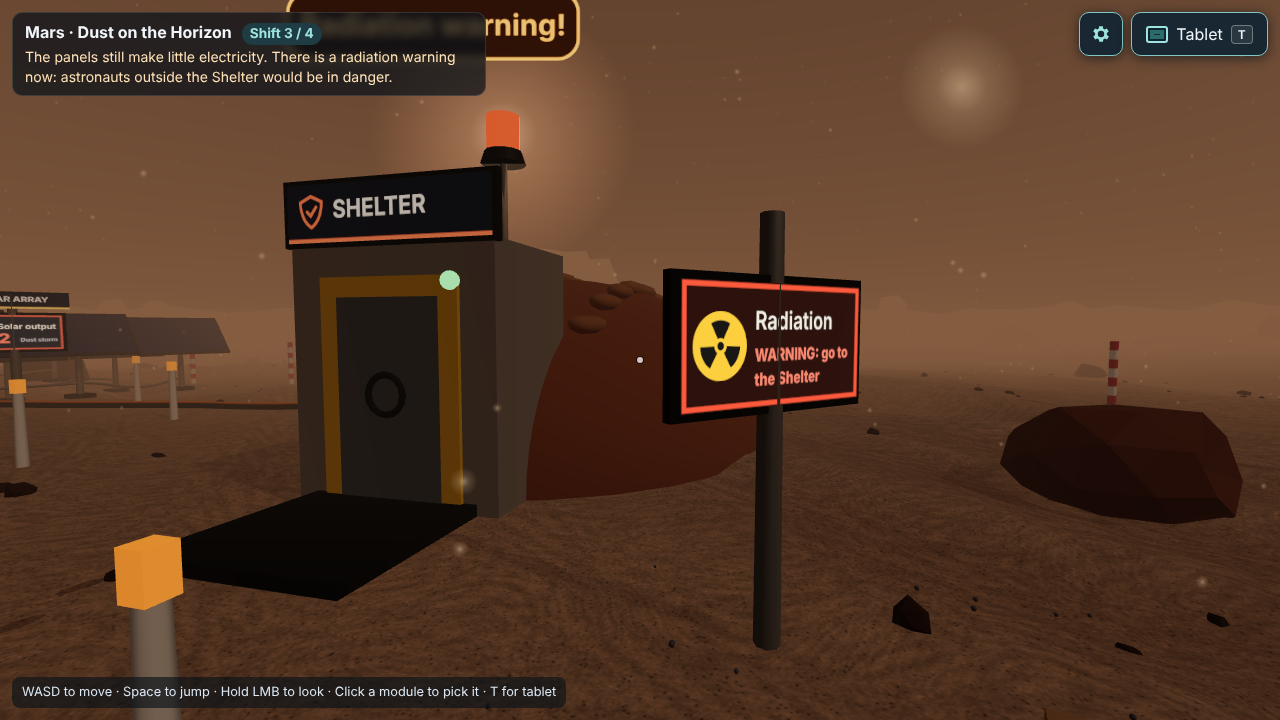 Mars · Dust on the Horizon Shift 3 / 4
The panels still make little electricity. There is a radiation warning
now: astronauts outside the Shelter would be in danger.
Radiation warning!
Tablet T
SHELTER
AR ARRAY
Solar output
2 Dust storm
Radiation
WARNING: go to
the Shelter
WASD to move · Space to jump · Hold LMB to look · Click a module to pick it · T for tablet